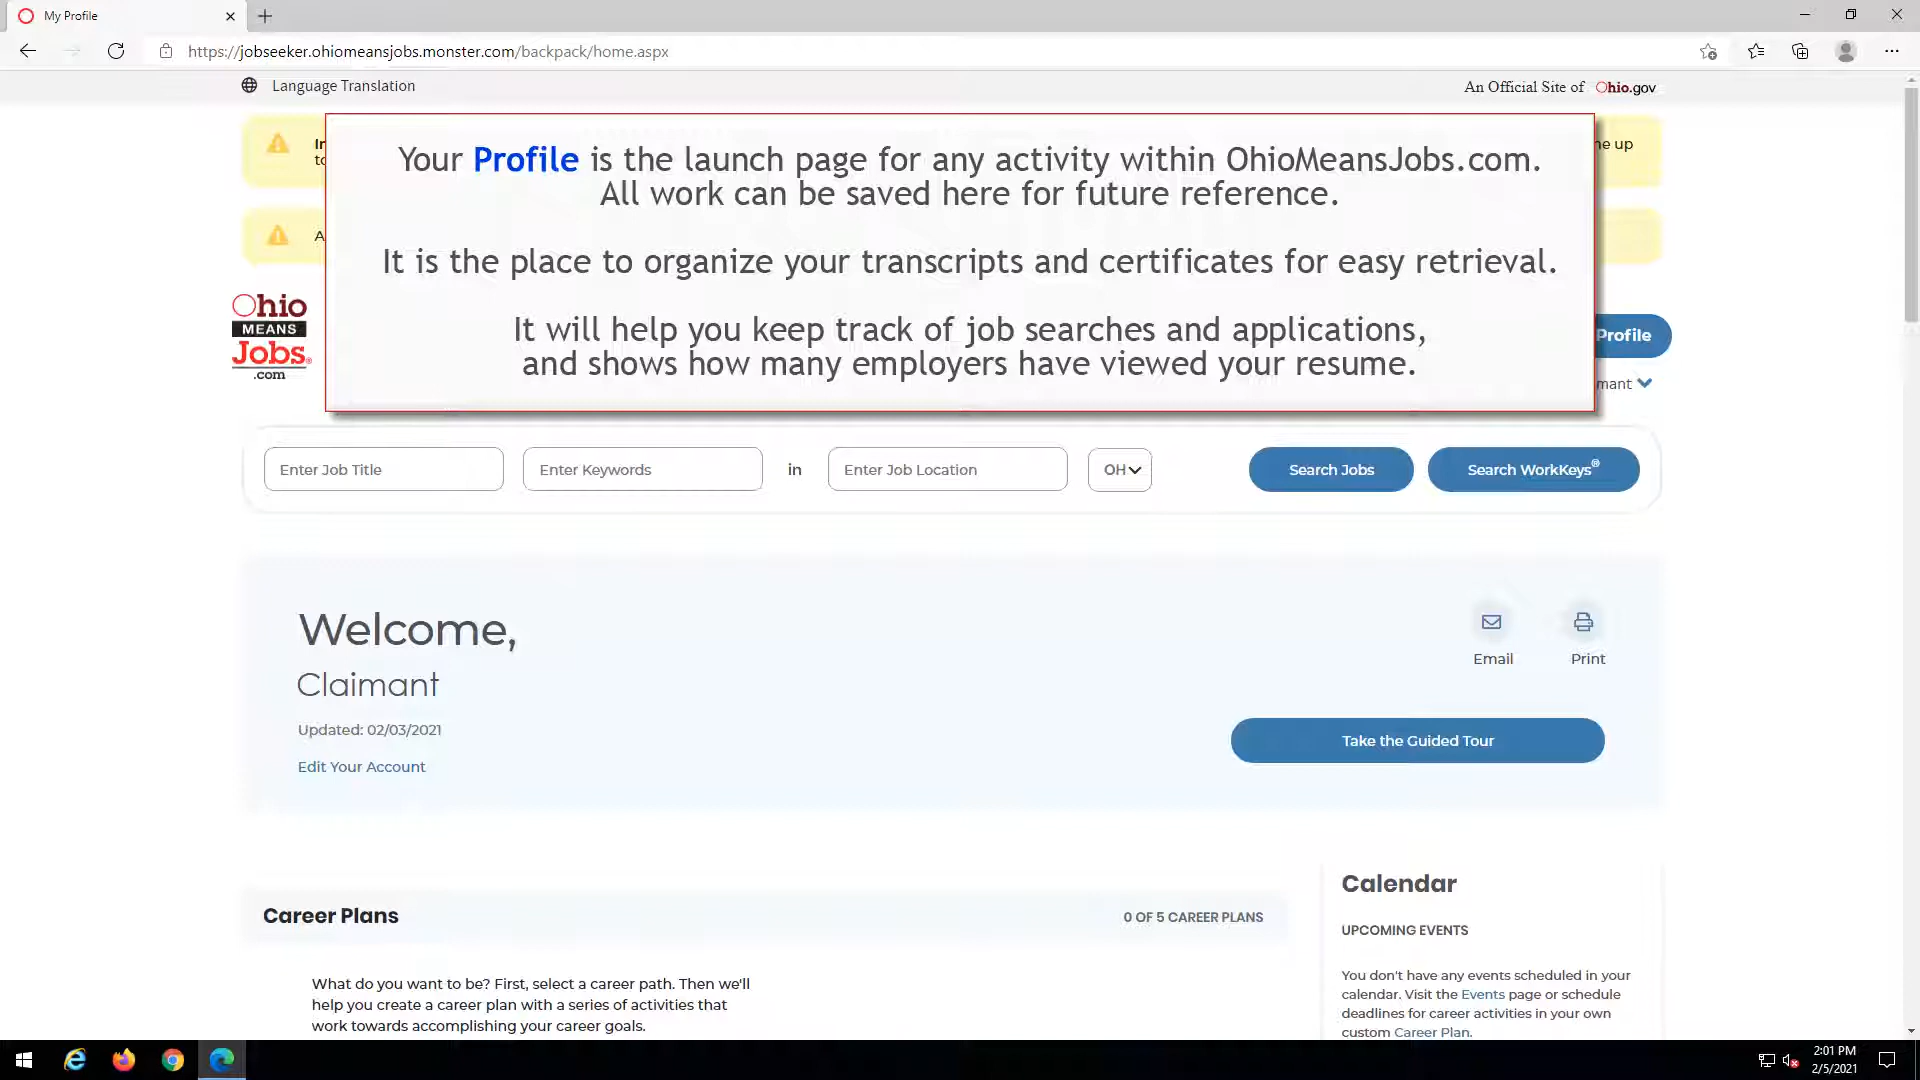 My Profile
https://jobseeker.ohiomeansjobs.monster.com/backpack/home.aspx
Language Translation
An Official Site of Ohio.gov
Your Profile is the launch page for any activity within OhioMeansJobs.com.
All work can be saved here for future reference.
It is the place to organize your transcripts and certificates for easy retrieval.
It will help you keep track of job searches and applications,
and shows how many employers have viewed your resume.
up
Ohio
MEANS
Jobs
.com
Profile
Enter Job Title
Enter Keywords
in
Enter Job Location
OH
Search Jobs
Search WorkKeys®
Welcome,
Claimant
Updated: 02/03/2021
Edit Your Account
Email
Print
Take the Guided Tour
Career Plans
0 OF 5 CAREER PLANS
What do you want to be? First, select a career path. Then we'll
help you create a career plan with a series of activities that
work towards accomplishing your career goals.
Calendar
UPCOMING EVENTS
You don't have any events scheduled in your
calendar. Visit the Events page or schedule
deadlines for career activities in your own
custom Career Plan.
2:01 PM
2/5/2021